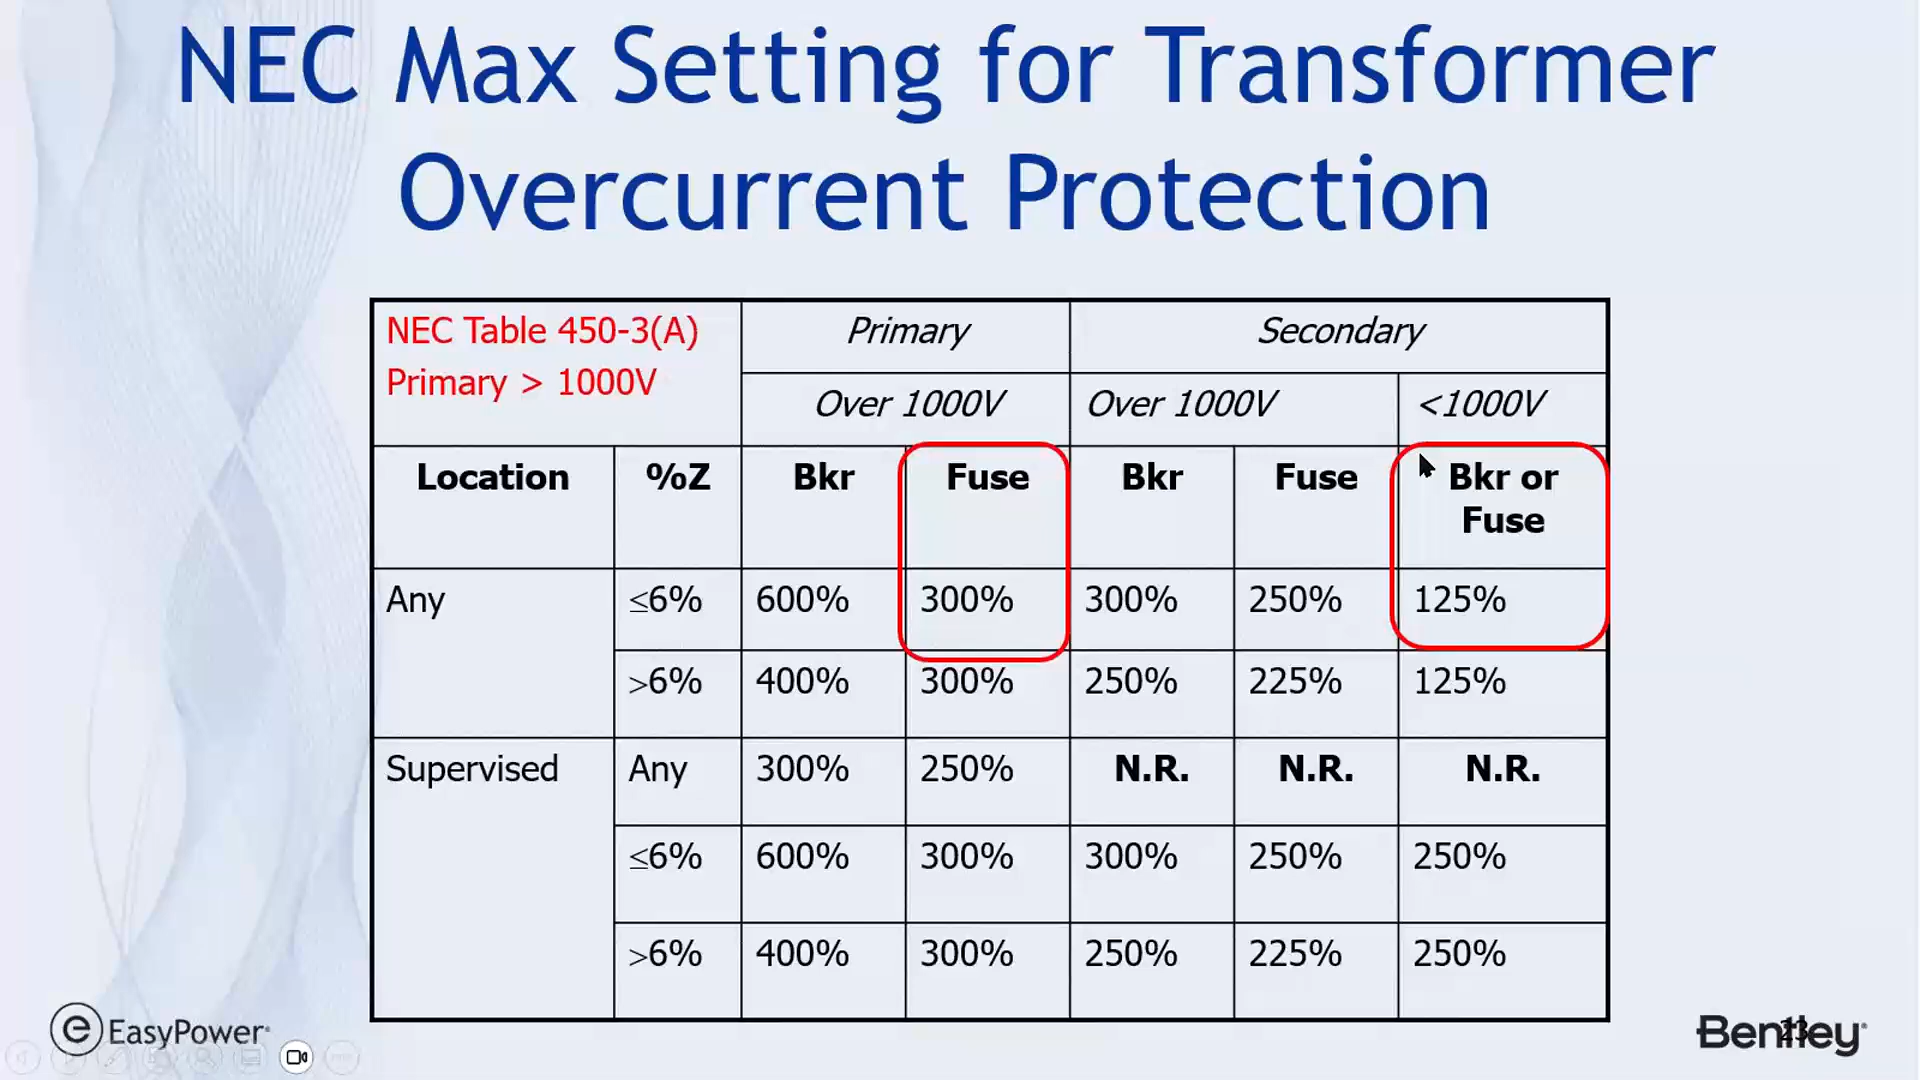 NEC Max Setting for Transformer
Overcurrent Protection
NEC Table 450-3(A)
Primary > 1000V
Primary
Secondary
Over 1000V
Over 1000V
<1000V
Location
%Z
Bkr
Fuse
Bkr
Fuse
Bkr or
Fuse
Any
≤6%
600%
300%
300%
250%
125%
>6%
400%
300%
250%
225%
125%
Supervised
Any
300%
250%
N.R.
N.R.
N.R.
≤6%
600%
300%
300%
250%
250%
>6%
400%
300%
250%
225%
250%
e EasyPower
Bentley
23